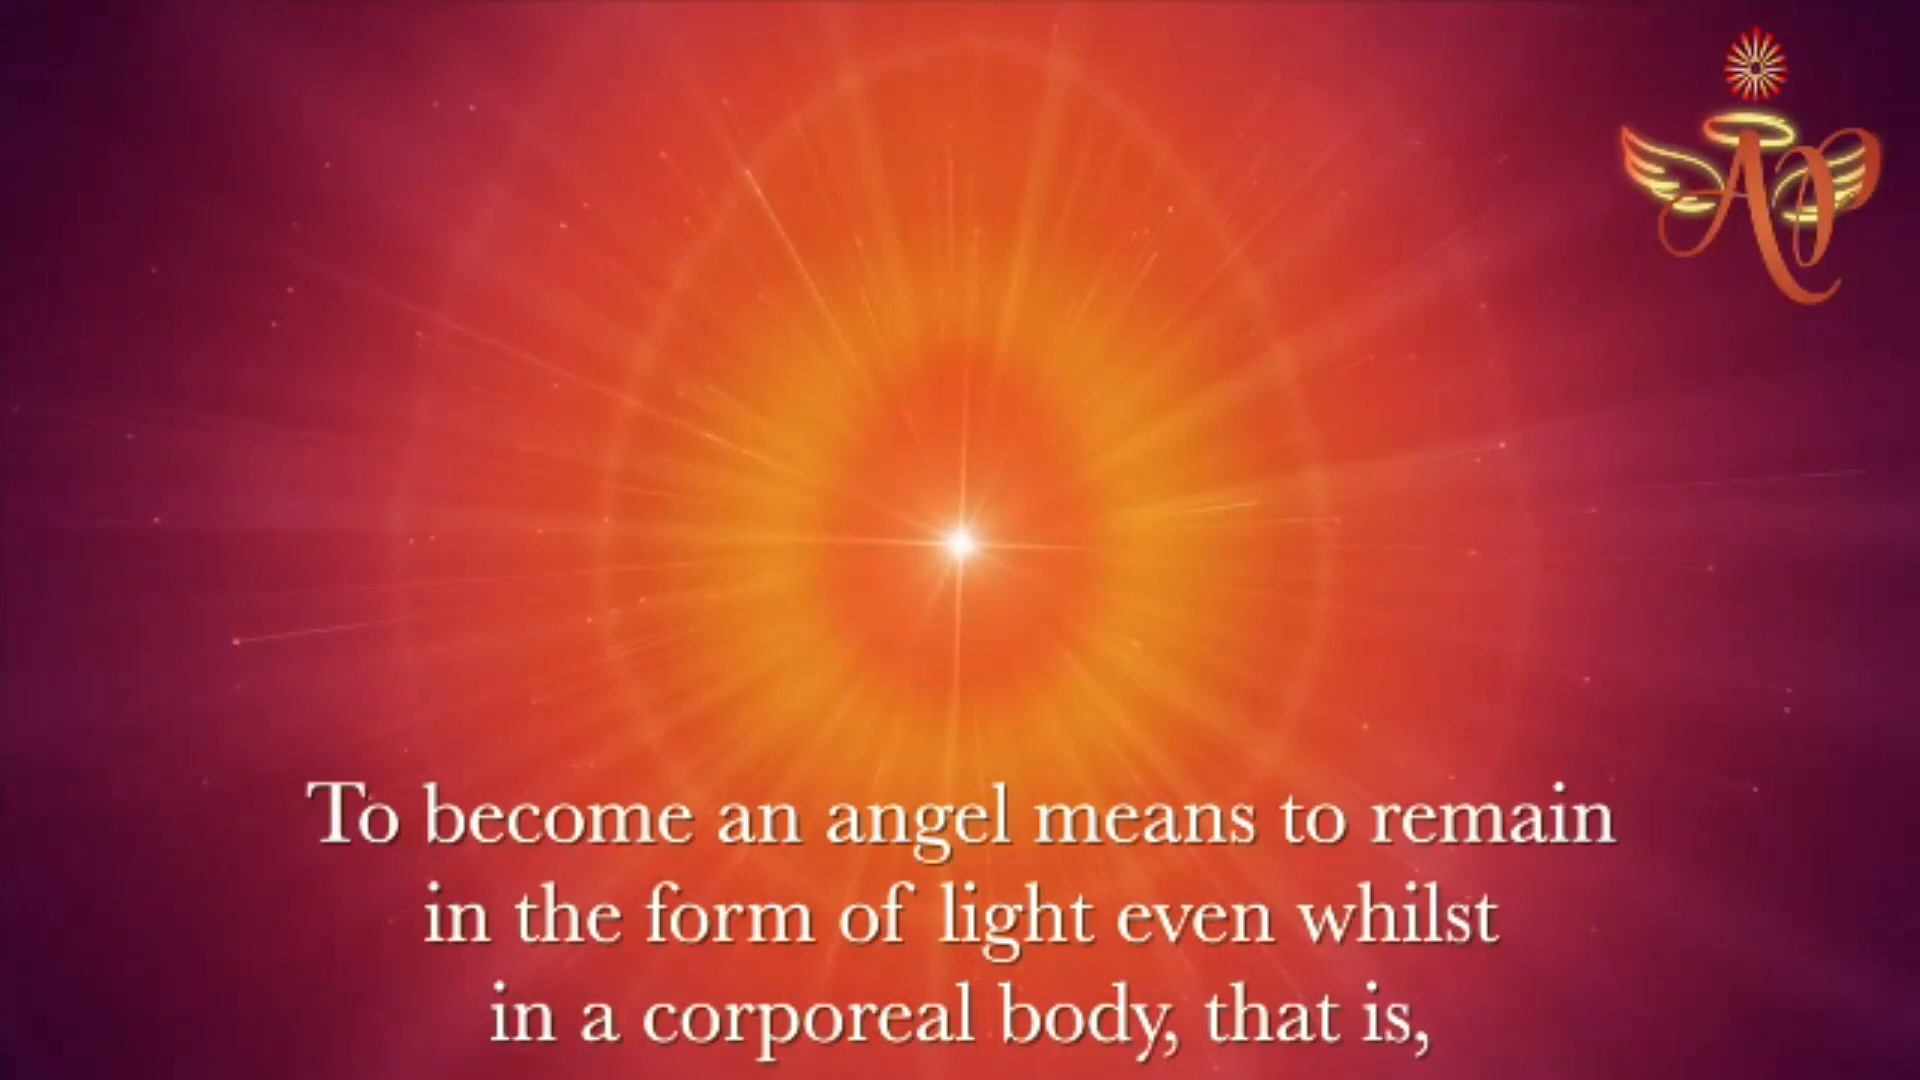 AP
To become an angel means to remain
in the form of light even whilst
in a corporeal body, that is,